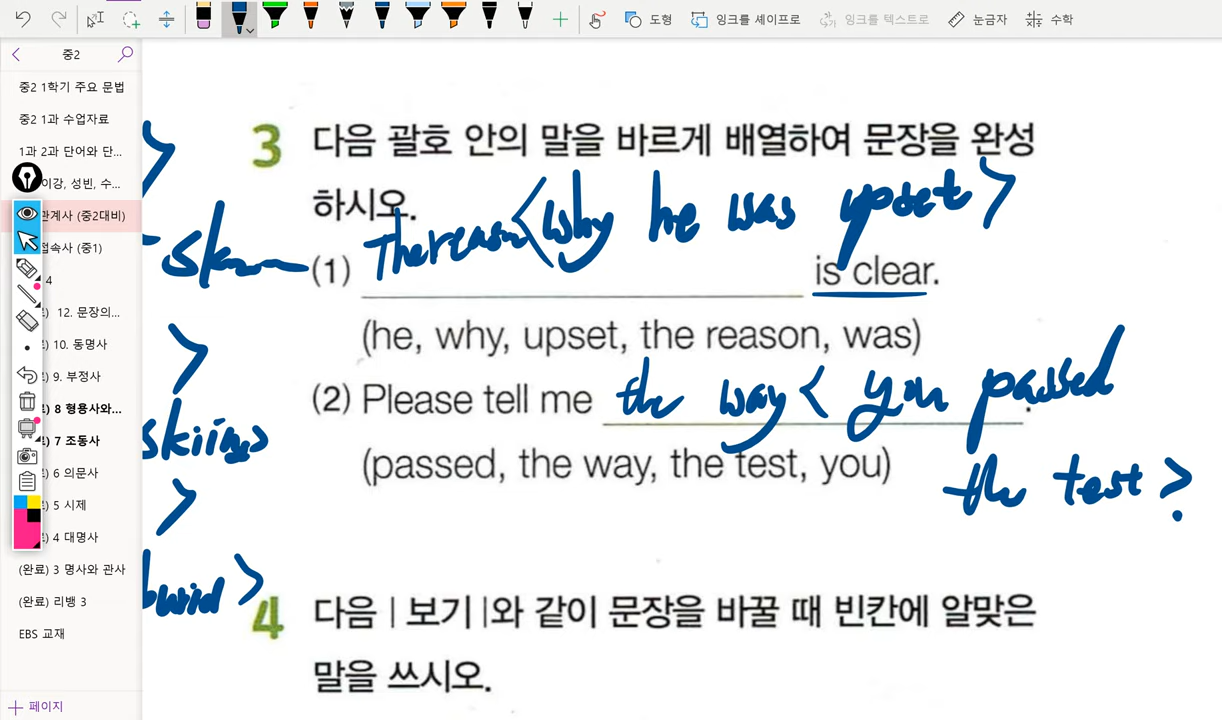 도형
잉크를 셰이프로
잉크를 텍스트로
눈금자
수학
중2
중2 1학기 주요 문법
중2 1과 수업자료
1과 2과 단어와 단...
이강, 성빈, 수...
관계사 (중2대비)
접속사 (중1)
4
) 12. 문장의...
) 10. 동명사
) 9. 부정사
) 8 형용사와...
) 7 조동사
) 6 의문사
) 5 시제
) 4 대명사
(완료) 3 명사와 관사
(완료) 리뱅 3
EBS 교재
페이지
3 다음 괄호 안의 말을 바르게 배열하여 문장을 완성
하시오.
The reason <why he was upset>
(1) is clear.
(he, why, upset, the reason, was)
(2) Please tell me the way < you passed .
(passed, the way, the test, you)
the test >
skiing
>
4 다음 | 보기 |와 같이 문장을 바꿀 때 빈칸에 알맞은
말을 쓰시오.